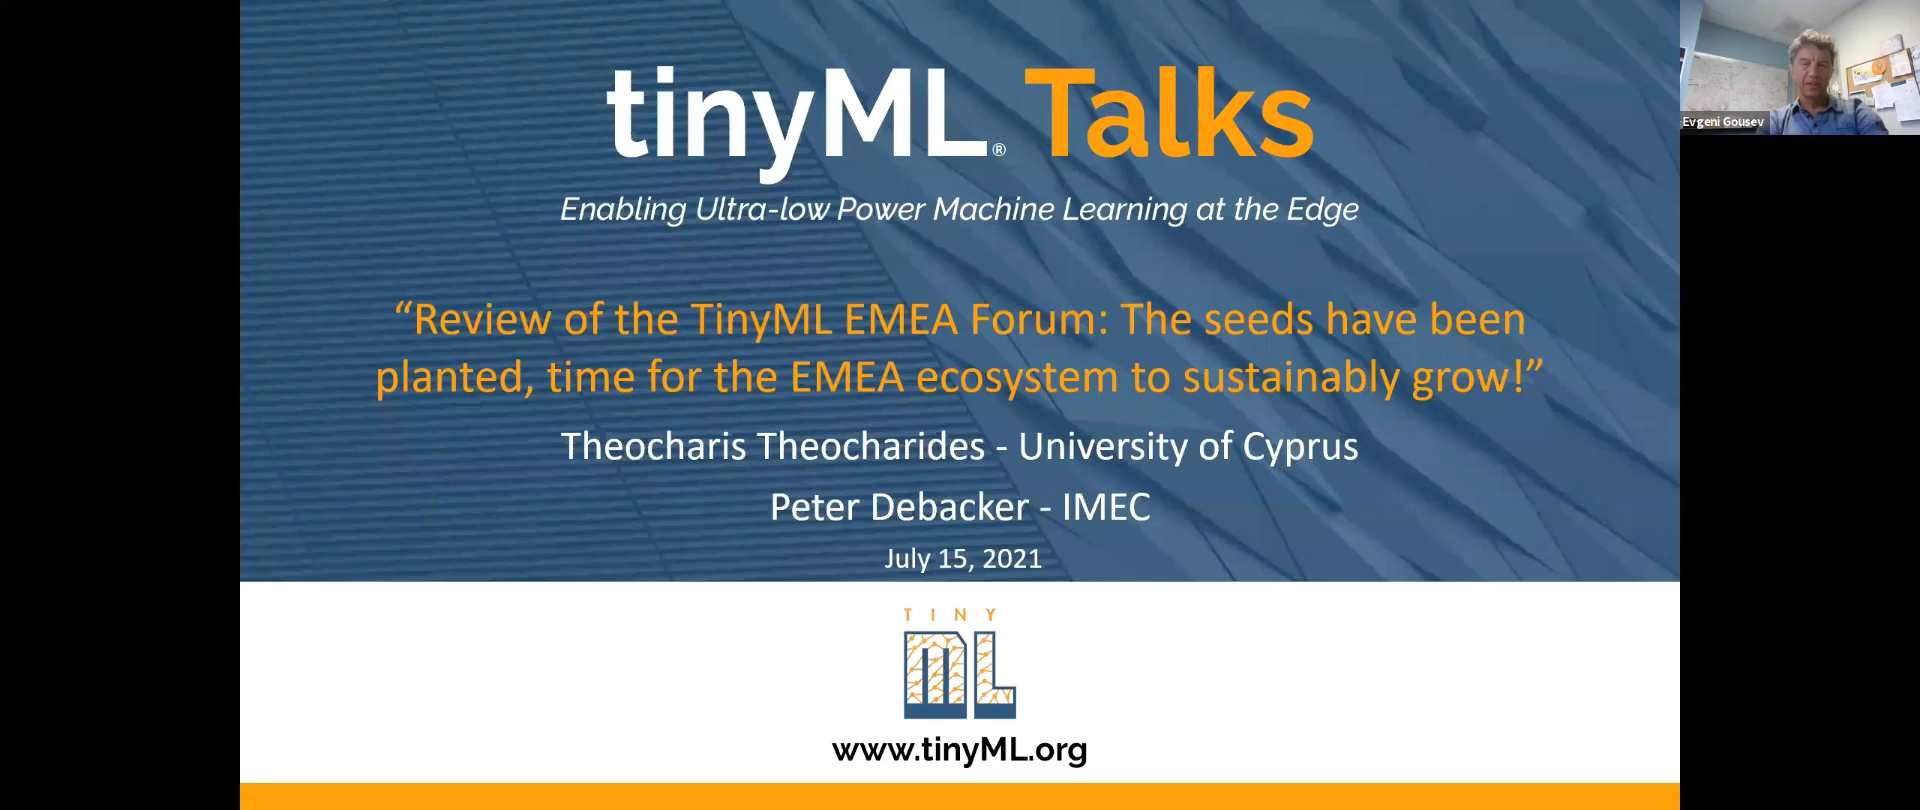 tinyML® Talks
Enabling Ultra-low Power Machine Learning at the Edge
Evgeni Gousev
“Review of the TinyML EMEA Forum: The seeds have been
planted, time for the EMEA ecosystem to sustainably grow!”
Theocharis Theocharides - University of Cyprus
Peter Debacker - IMEC
July 15, 2021
TINY
ML
www.tinyML.org